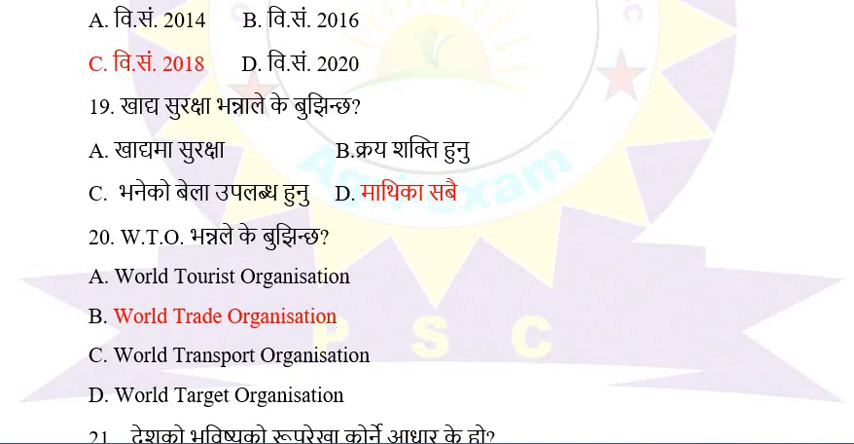 A. वि.सं. 2014 B. वि.सं. 2016
C. वि.सं. 2018 D. वि.सं. 2020
19. खाद्य सुरक्षा भन्नाले के बुझिन्छ?
A. खाद्यमा सुरक्षा B.क्रय शक्ति हुनु
C. भनेको बेला उपलब्ध हुनु D. माथिका सबै
20. W.T.O. भन्नले के बुझिन्छ?
A. World Tourist Organisation
B. World Trade Organisation
P S C
C. World Transport Organisation
D. World Target Organisation
21. देशको भविष्यको रूपरेखा कोर्ने आधार के हो?